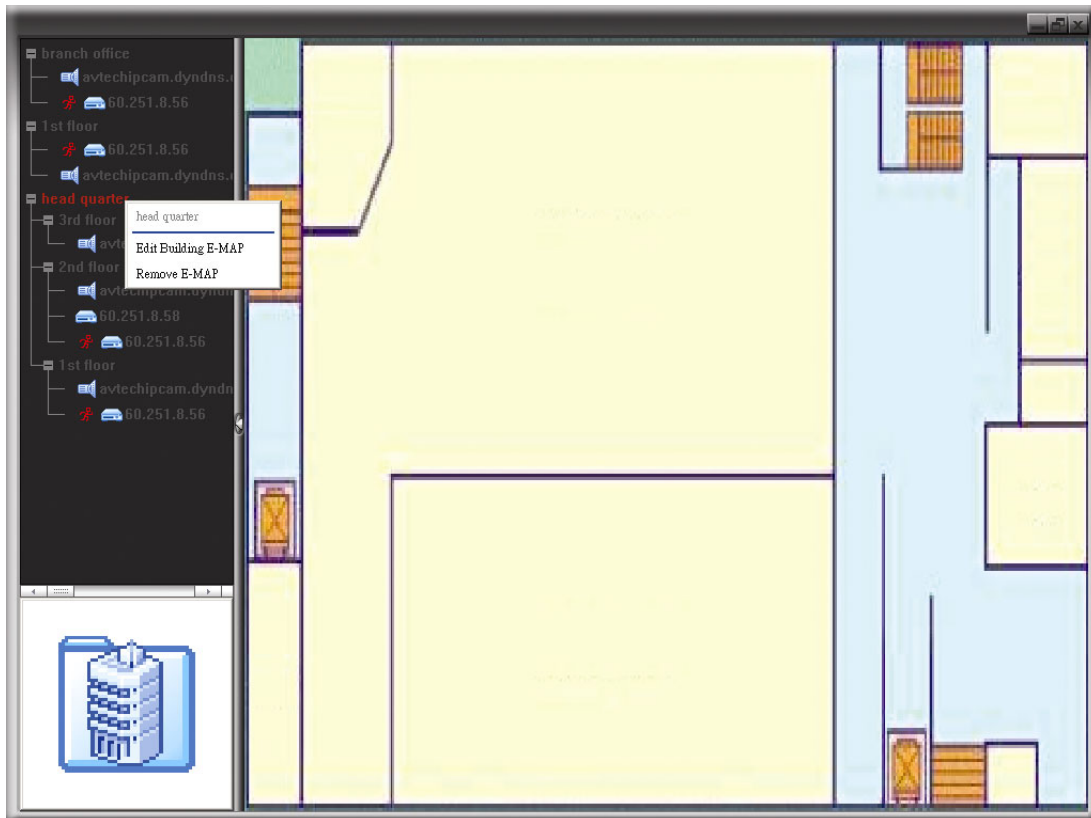 branch office
avtechipcam.dyndns.
60.251.8.56
1st floor
60.251.8.56
avtechipcam.dyndns.
head quarter
3rd floor
2nd floor
avtechipcam.dyndns
60.251.8.58
60.251.8.56
1st floor
avtechipcam.dyndn
60.251.8.56
head quarter
Edit Building E-MAP
Remove E-MAP